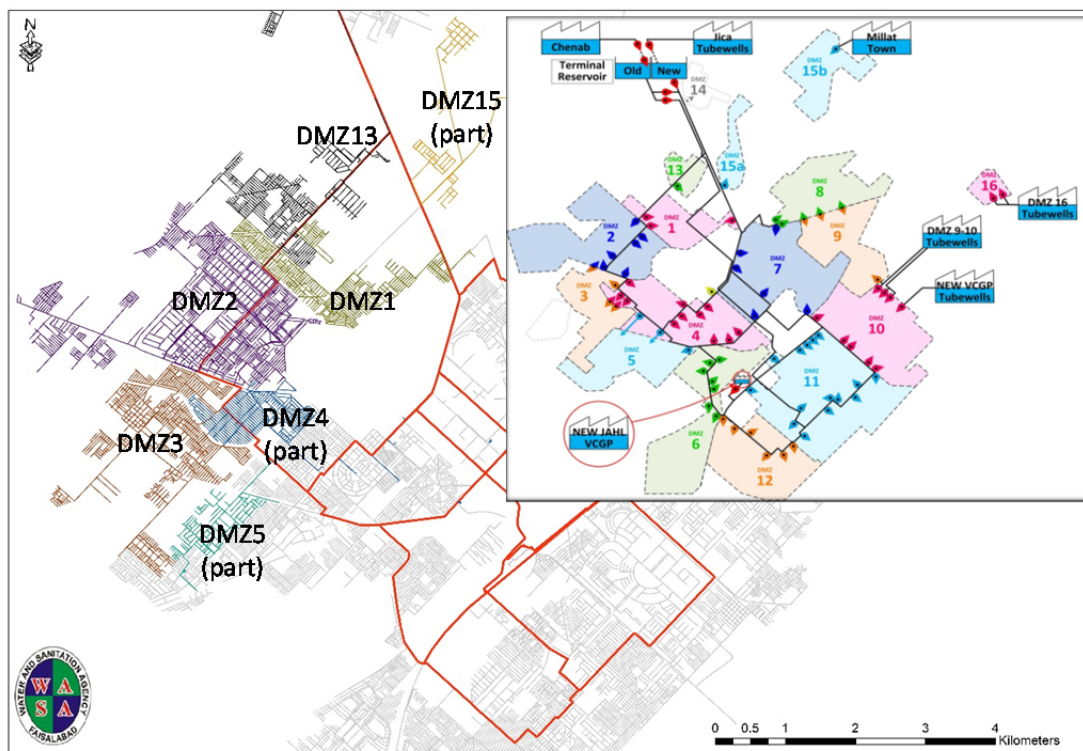 N
DMZ15
(part)
DMZ13
DMZ2
DMZ1
DMZ3
DMZ4
(part)
DMZ5
(part)
WATER AND SANITATION AGENCY
W A
S A
FAISALABAD
Chenab
Jica
Tubewells
Millat
Town
Terminal
Reservoir
Old
New
DMZ
14
DMZ
15b
DMZ
13
DMZ
15a
DMZ
8
DMZ
16
DMZ 16
Tubewells
DMZ
2
DMZ
1
DMZ
9
DMZ 9-10
Tubewells
DMZ
7
DMZ
3
NEW VCGP
Tubewells
DMZ
4
DMZ
10
DMZ
5
DMZ
11
NEW JAHL
VCGP
DMZ
6
DMZ
12
0 0.5 1 2 3 4
Kilometers